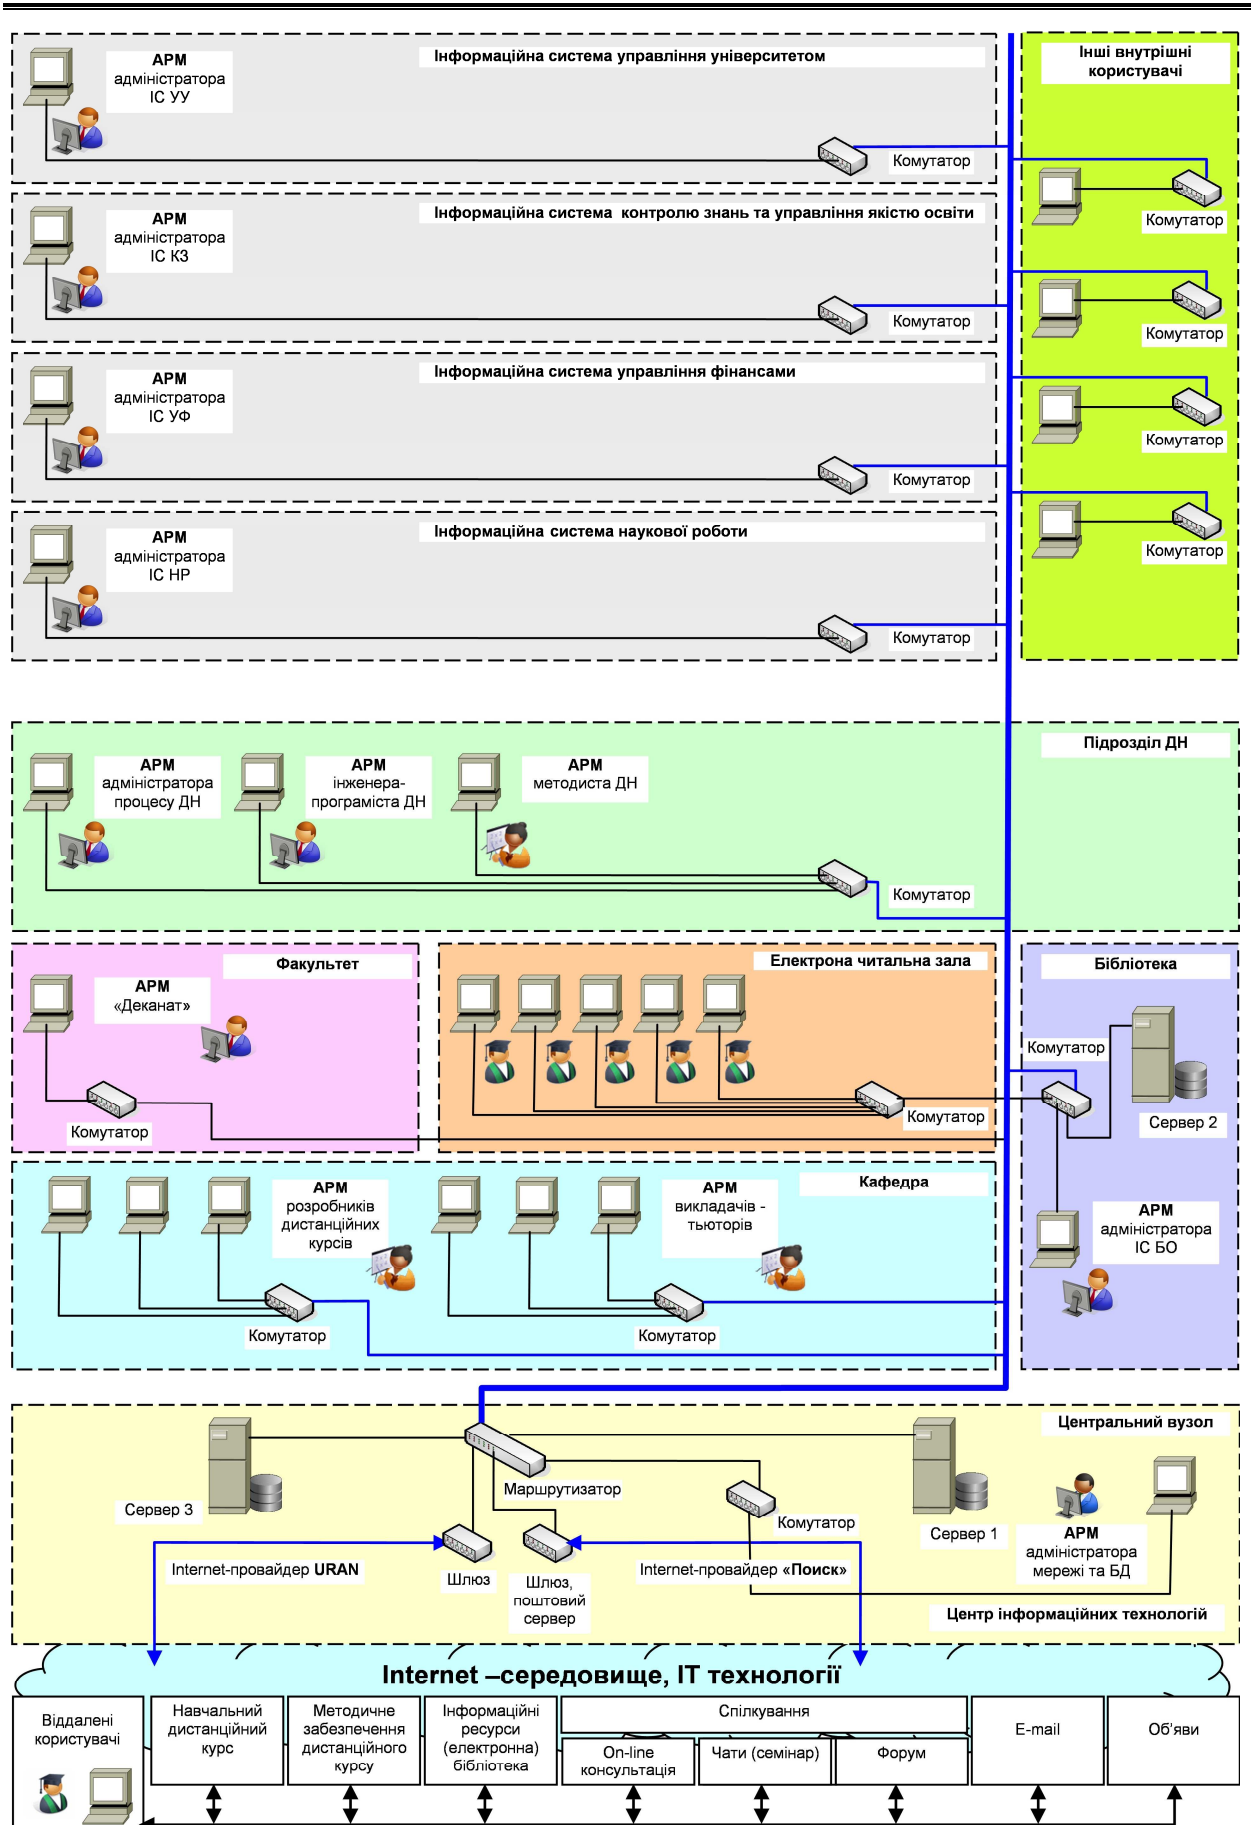 АРМ
адміністратора
ІС УУ
Інформаційна система управління університетом
Комутатор
Інші внутрішні
користувачі
Комутатор
Комутатор
Комутатор
Комутатор
АРМ
адміністратора
ІС КЗ
Інформаційна система контролю знань та управління якістю освіти
Комутатор
АРМ
адміністратора
ІС УФ
Інформаційна система управління фінансами
Комутатор
АРМ
адміністратора
ІС НР
Інформаційна система наукової роботи
Комутатор
Підрозділ ДН
АРМ
адміністратора
процесу ДН
АРМ
інженера-
програміста ДН
АРМ
методиста ДН
Комутатор
Факультет
АРМ
«Деканат»
Комутатор
Електрона читальна зала
Комутатор
Бібліотека
Комутатор
Сервер 2
АРМ
адміністратора
ІС БО
Кафедра
АРМ
розробників
дистанційних
курсів
Комутатор
АРМ
викладачів -
тьюторів
Комутатор
Центральний вузол
Сервер 3
Маршрутизатор
Комутатор
Сервер 1
АРМ
адміністратора
мережі та БД
Internet-провайдер URAN
Шлюз
Шлюз,
поштовий
сервер
Internet-провайдер «Поиск»
Центр інформаційних технологій
Internet –середовище, IT технології
Віддалені
користувачі
Навчальний
дистанційний
курс
Методичне
забезпечення
дистанційного
курсу
Інформаційні
ресурси
(електронна)
бібліотека
Спілкування
On-line
консультація
Чати (семінар)
Форум
E-mail
Об’яви